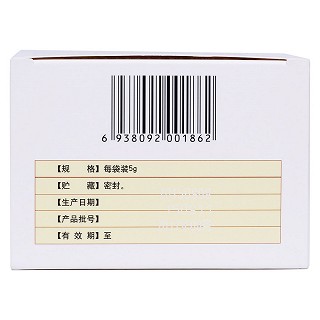 6 938092 001862
【规 格】每袋装5g
【贮 藏】密封。
【生产日期】
【产品批号】
【有 效 期】至